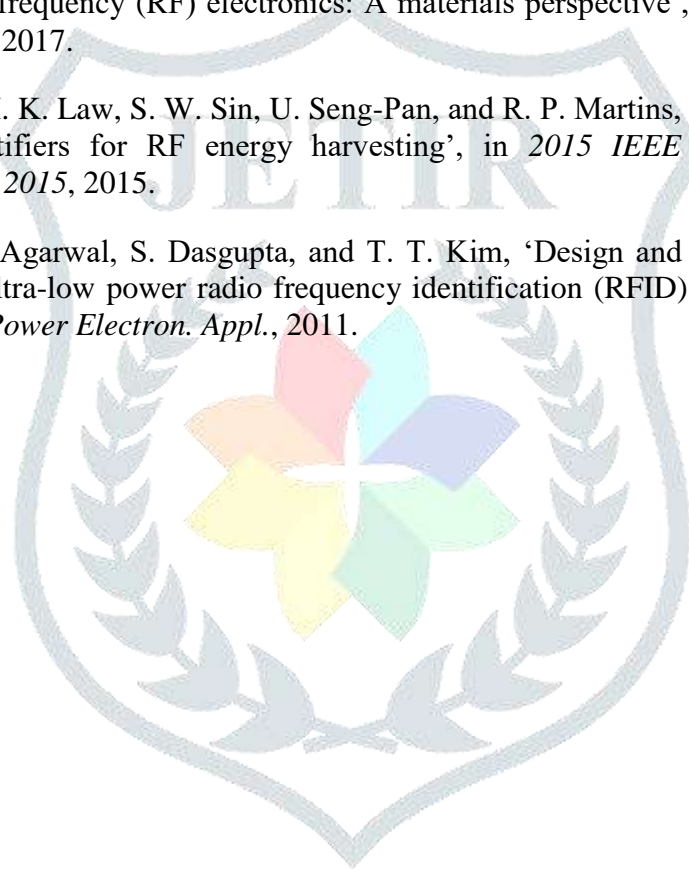 frequency (RF) electronics: A materials perspective’,
2017.
K. Law, S. W. Sin, U. Seng-Pan, and R. P. Martins,
tifiers for RF energy harvesting’, in 2015 IEEE
2015, 2015.
JETIR
Agarwal, S. Dasgupta, and T. T. Kim, ‘Design and
ltra-low power radio frequency identification (RFID)
Power Electron. Appl., 2011.